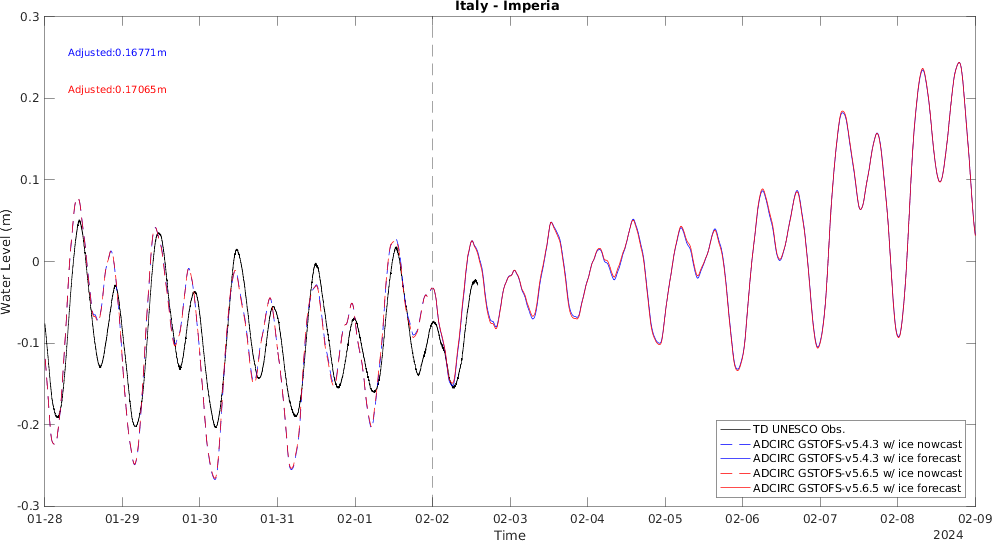 Italy - Imperia
Adjusted:0.16771m
Adjusted:0.17065m
Water Level (m)
0.3
0.2
0.1
0
-0.1
-0.2
-0.3
TD UNESCO Obs.
ADCIRC GSTOFS-v5.4.3 w/ ice nowcast
ADCIRC GSTOFS-v5.4.3 w/ ice forecast
ADCIRC GSTOFS-v5.6.5 w/ ice nowcast
ADCIRC GSTOFS-v5.6.5 w/ ice forecast
01-28 01-29 01-30 01-31 02-01 02-02 02-03 02-04 02-05 02-06 02-07 02-08 02-09
Time
2024